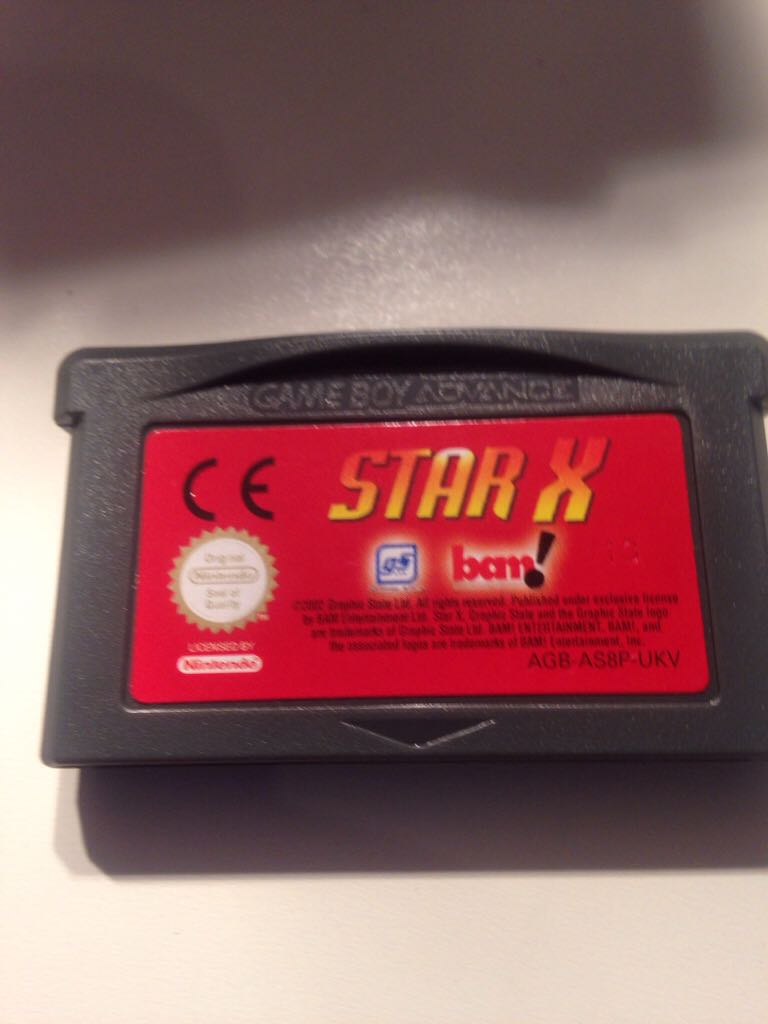 GAME BOY ADVANCE
CE
STAR X
Original
Nintendo
Seal of
Quality
TM
GS
bam!
©2002 Graphic State Ltd. All rights reserved. Published under exclusive license
by BAM! Entertainment Ltd. Star X, Graphic State and the Graphic State logo
are trademarks of Graphic State Ltd. BAM! ENTERTAINMENT, BAM!, and
the associated logos are trademarks of BAM! Entertainment, Inc.
LICENSED BY
Nintendo
AGB-AS8P-UKV